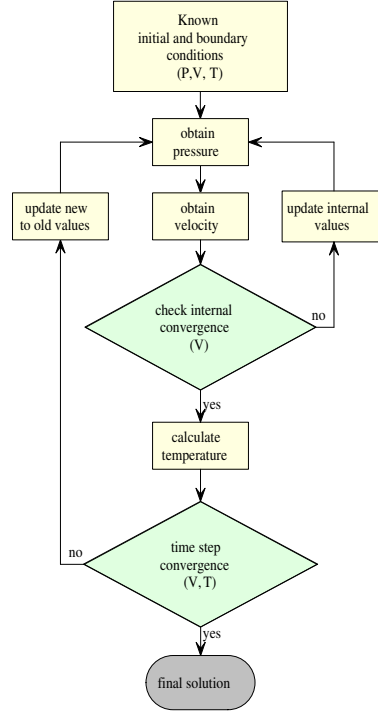 Known
initial and boundary
conditions
(P,V, T)
obtain
pressure
update new
to old values
obtain
velocity
update internal
values
check internal
convergence
(V)
no
yes
calculate
temperature
no
time step
convergence
(V, T)
yes
final solution